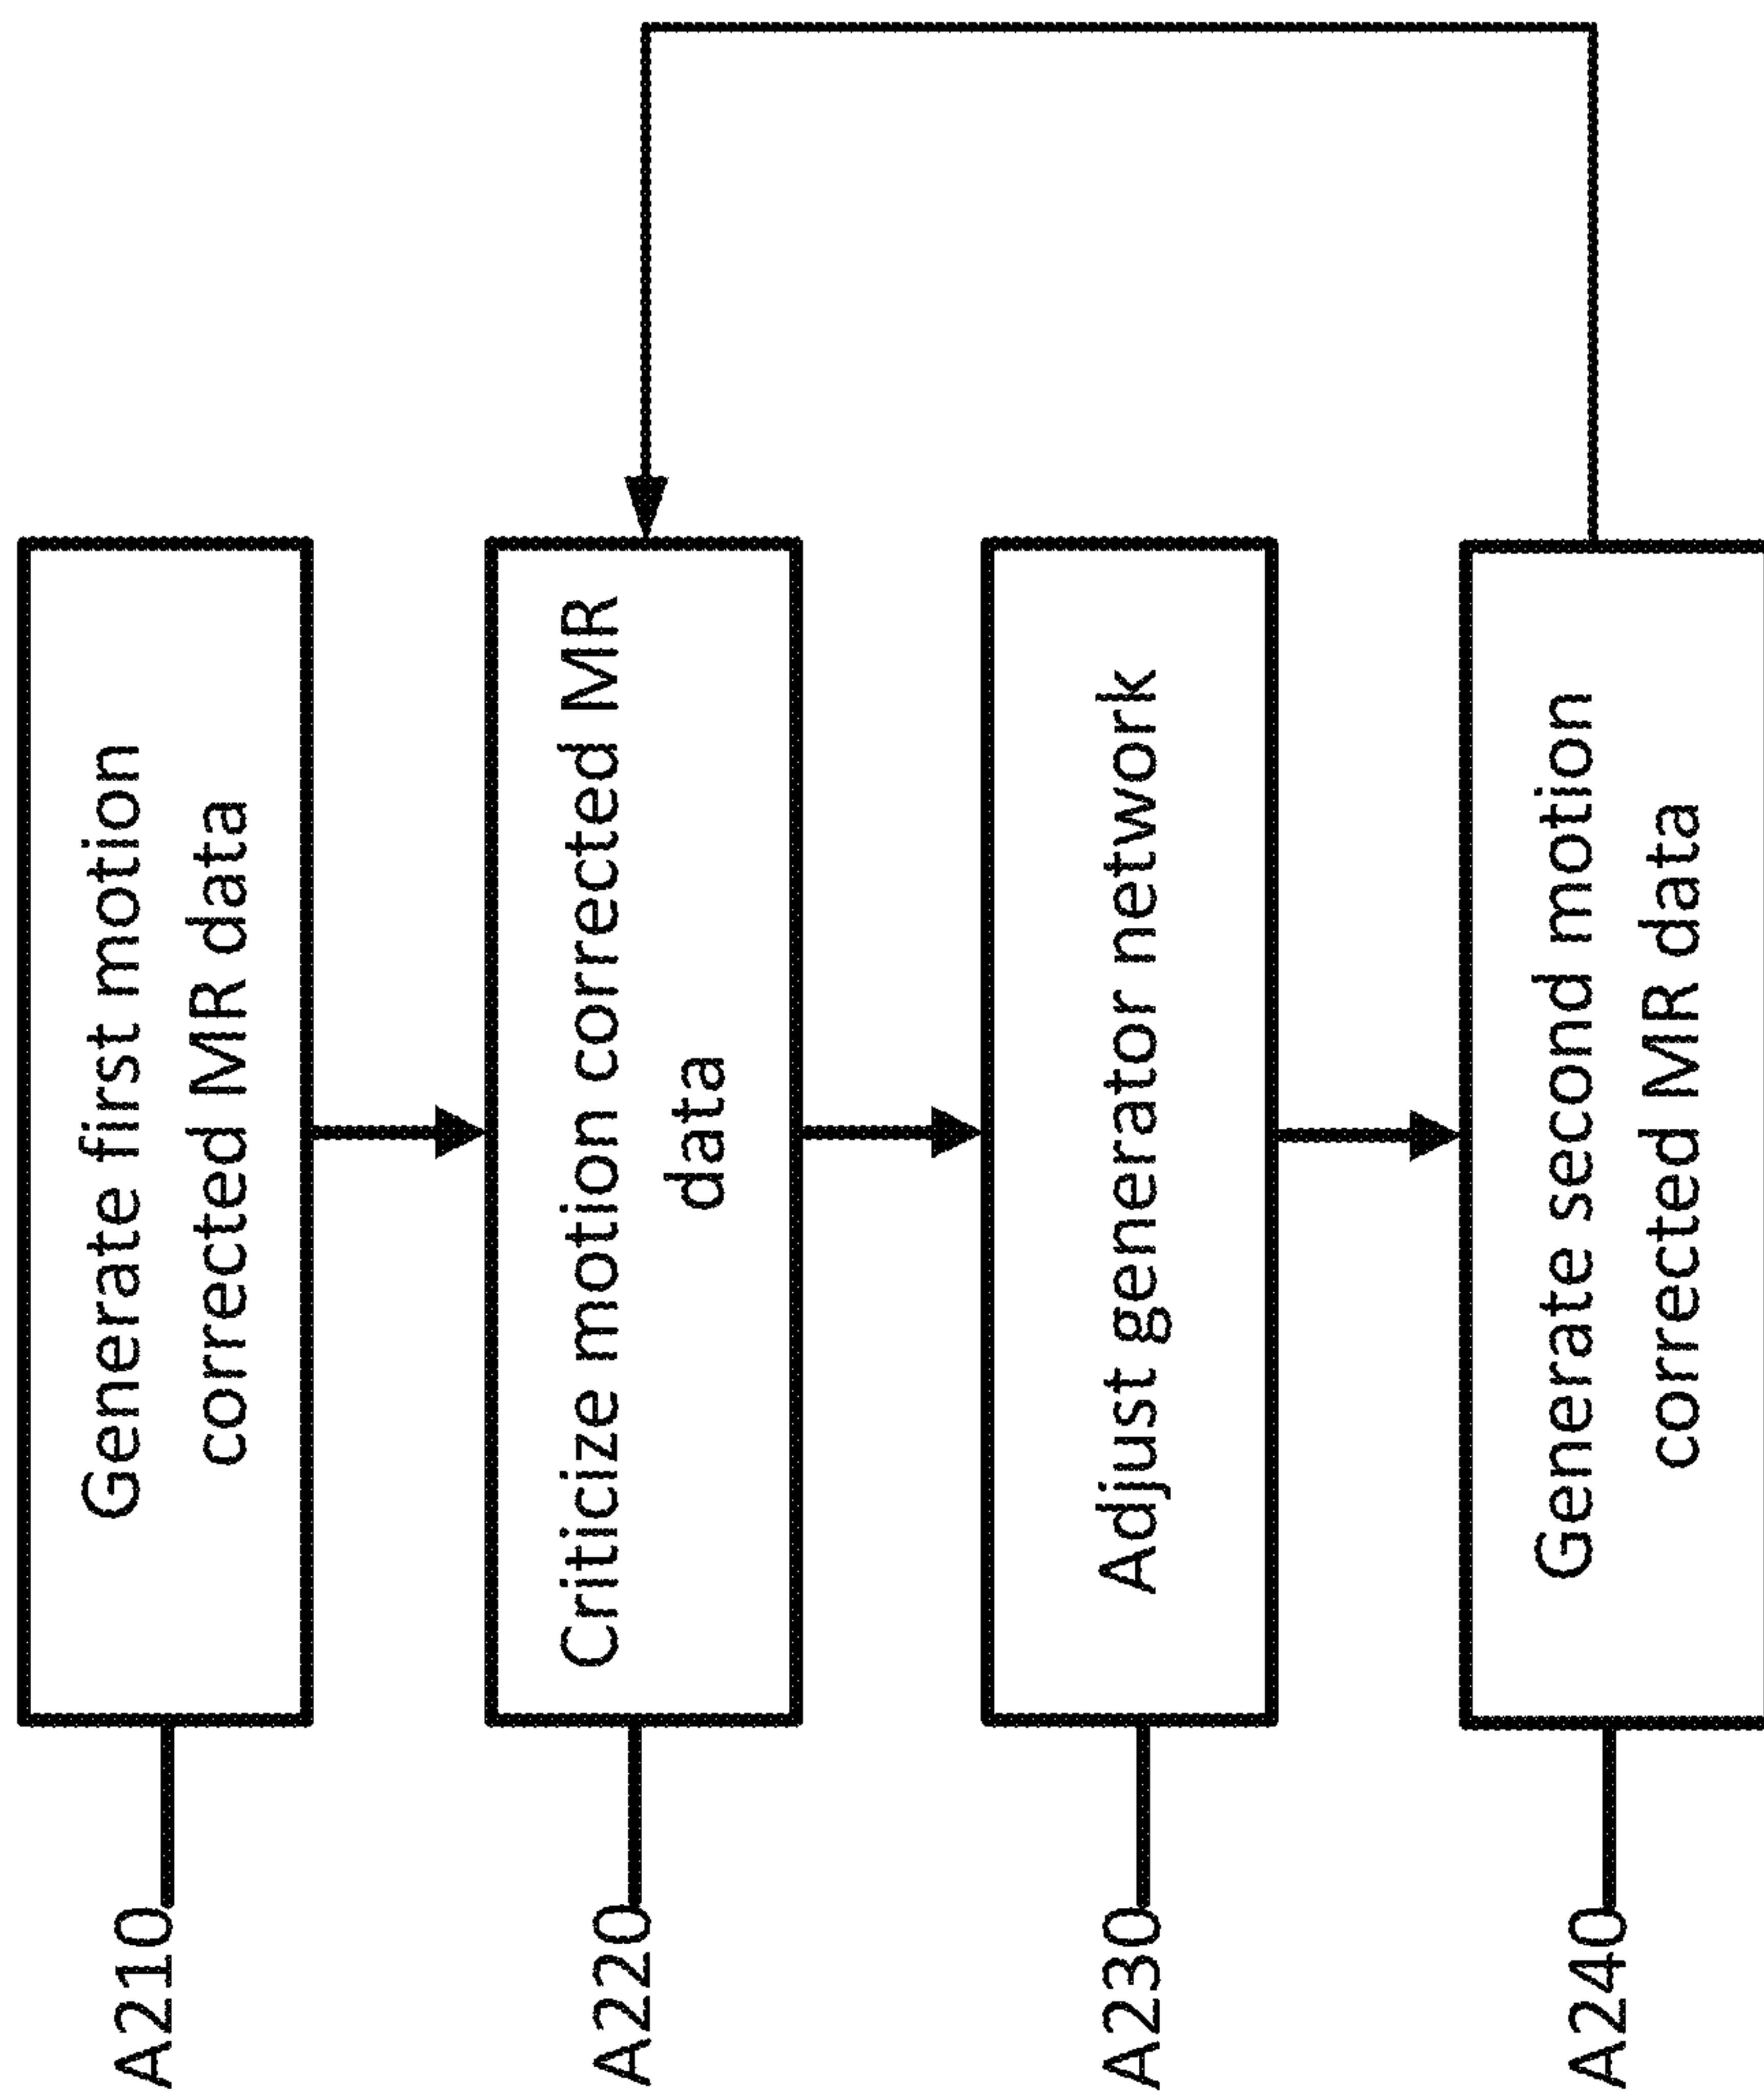 A210
Generate first motion
corrected MR data
A220
Criticize motion corrected MR
data
A230
Adjust generator network
A240
Generate second motion
corrected MR data